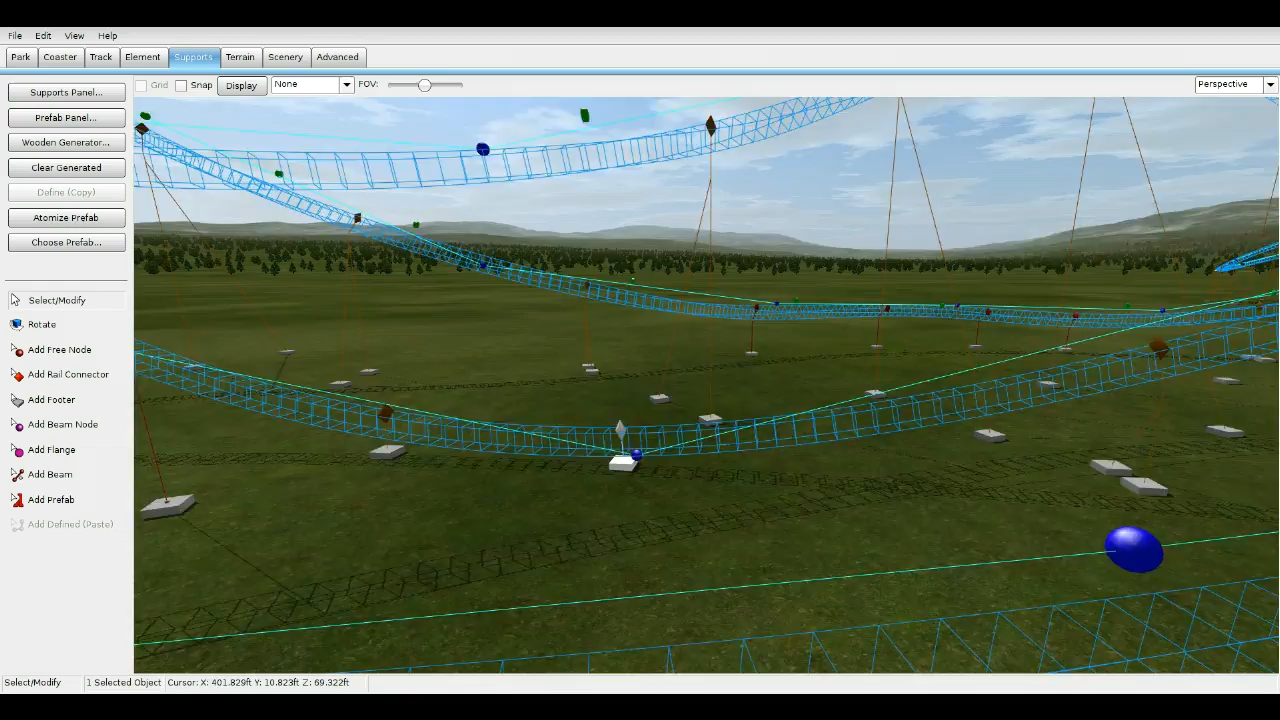 File Edit View Help
Park Coaster Track Element Supports Terrain Scenery Advanced
Grid Snap Display None FOV: Perspective
Supports Panel...
Prefab Panel...
Wooden Generator...
Clear Generated
Define (Copy)
Atomize Prefab
Choose Prefab...
Select/Modify
Rotate
Add Free Node
Add Rail Connector
Add Footer
Add Beam Node
Add Flange
Add Beam
Add Prefab
Add Defined (Paste)
Select/Modify 1 Selected Object Cursor: X: 401.829ft Y: 10.823ft Z: 69.322ft